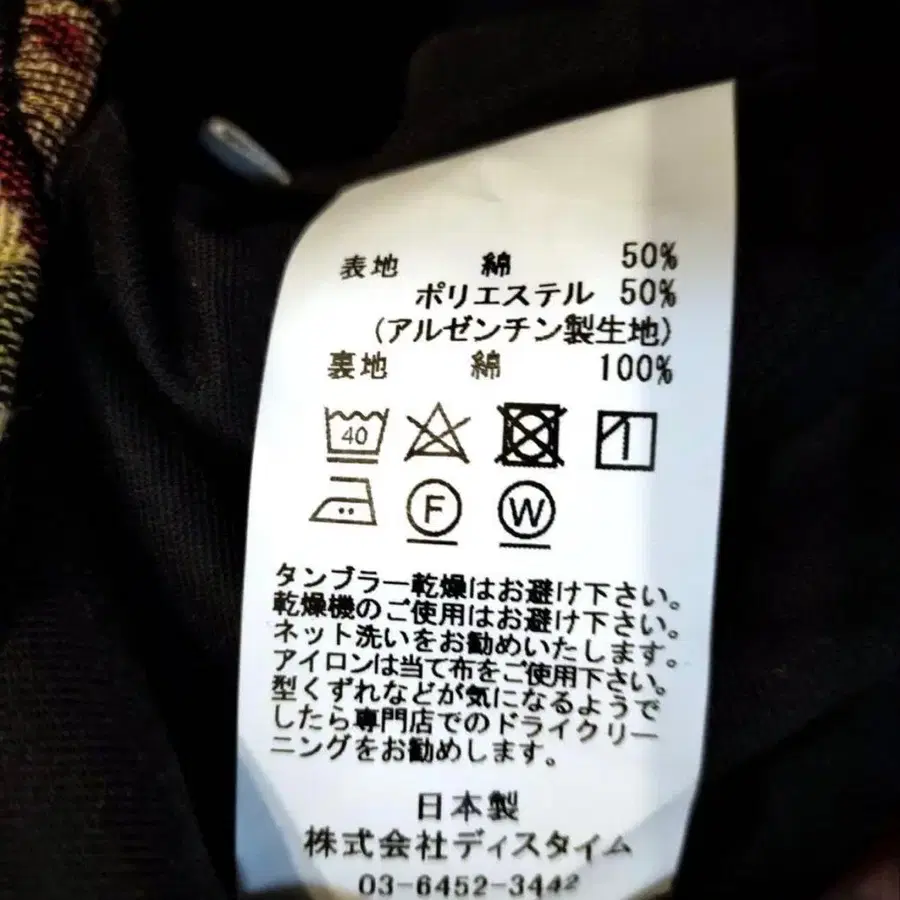 表地 綿 50%
ポリエステル 50%
(アルゼンチン製生地)
裏地 綿 100%
40
F W
タンブラー乾燥はお避け下さい。
乾燥機のご使用はお避け下さい。
ネット洗いをお勧めいたします。
アイロンは当て布をご使用下さい。
型くずれなどが気になるようで
したら専門店でのドライクリー
ニングをお勧めします。
日本製
株式会社ディスタイム
03-6452-3442